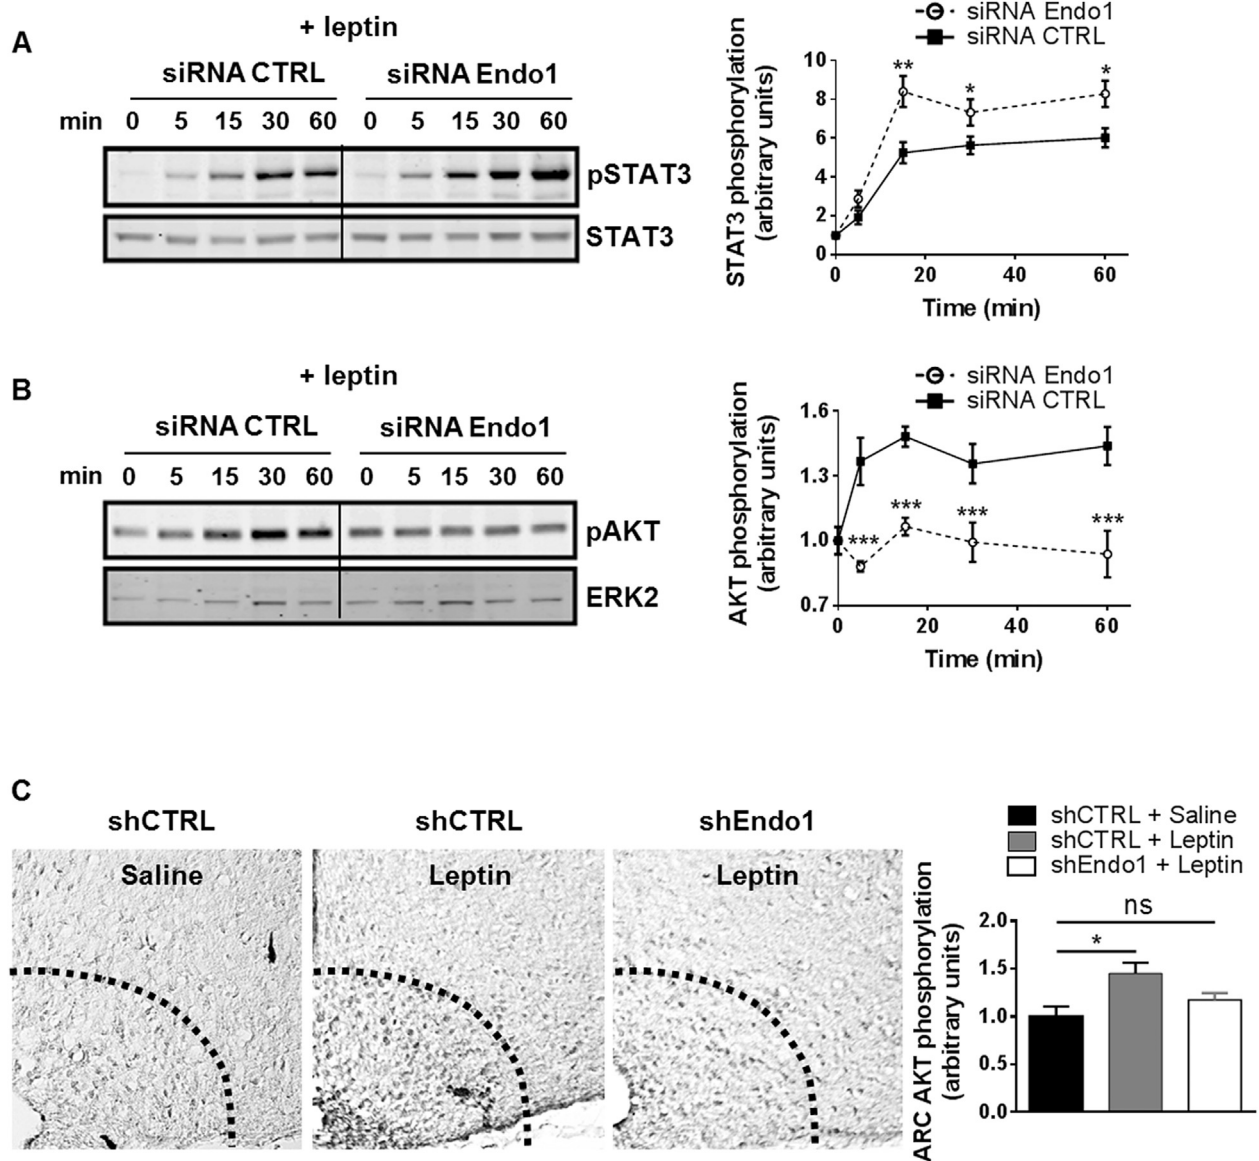 A
+ leptin
siRNA CTRL siRNA Endo1
min 0 5 15 30 60 0 5 15 30 60
pSTAT3
STAT3
siRNA Endo1
siRNA CTRL
STAT3 phosphorylation
(arbitrary units)
10
8
6
4
2
0
** * *
0 20 40 60
Time (min)
B
+ leptin
siRNA CTRL siRNA Endo1
min 0 5 15 30 60 0 5 15 30 60
pAKT
ERK2
siRNA Endo1
siRNA CTRL
AKT phosphorylation
(arbitrary units)
1.6
1.3
1.0
0.7
*** *** *** ***
0 20 40 60
Time (min)
C
shCTRL shCTRL shEndo1
Saline Leptin Leptin
shCTRL + Saline
shCTRL + Leptin
shEndo1 + Leptin
ARC AKT phosphorylation
(arbitrary units)
2.0
1.5
1.0
0.5
0.0
ns
*